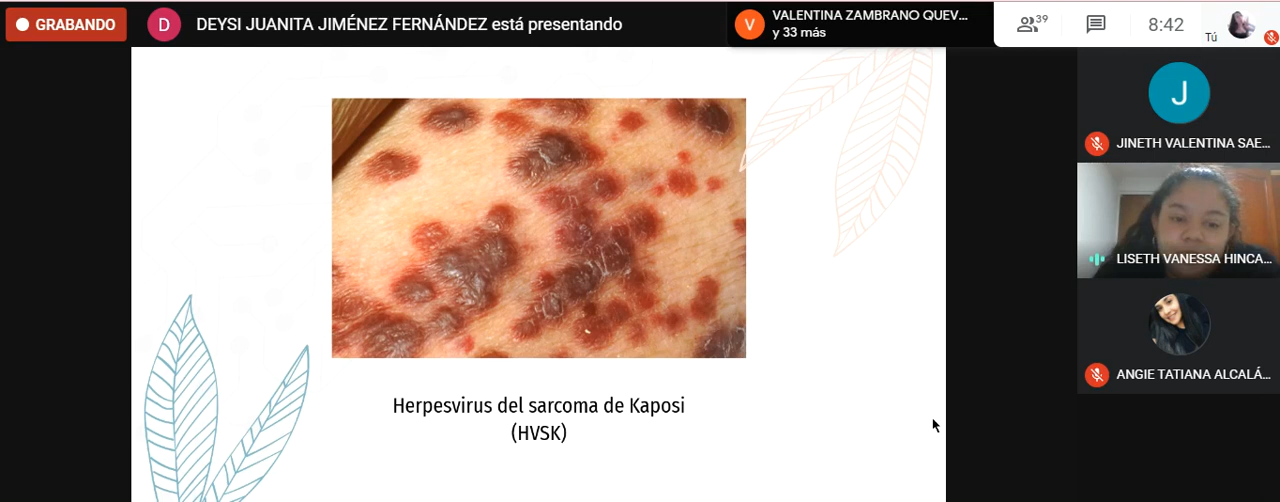 GRABANDO
D
DEYSI JUANITA JIMÉNEZ FERNÁNDEZ está presentando
V
VALENTINA ZAMBRANO QUEV...
y 33 más
39
8:42
Tú
J
JINETH VALENTINA SAE...
LISETH VANESSA HINCA...
ANGIE TATIANA ALCALÁ...
Herpesvirus del sarcoma de Kaposi
(HVSK)